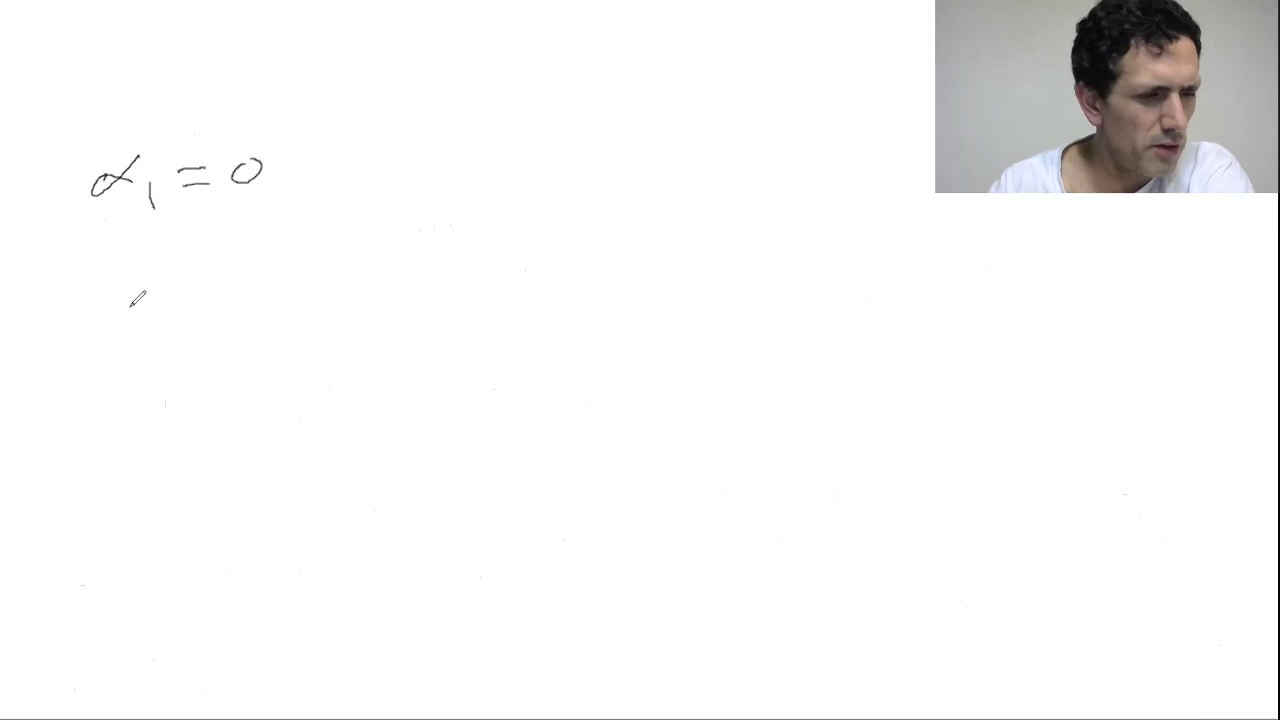 α₁ = 0